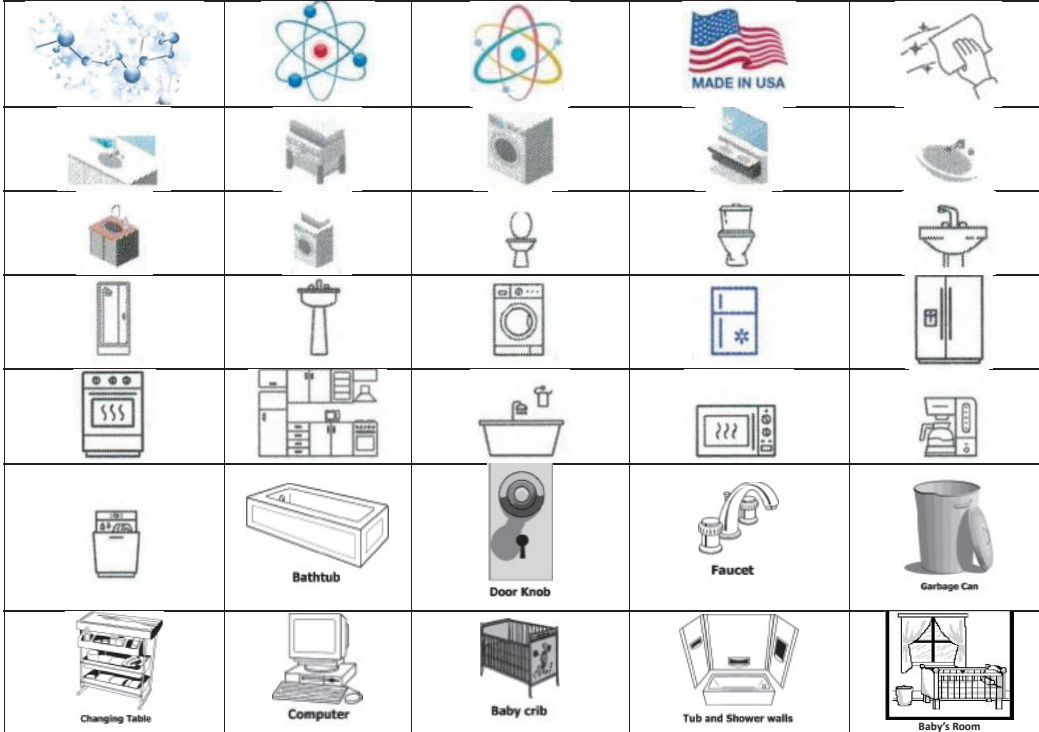 MADE IN USA
Bathtub
Door Knob
Faucet
Garbage Can
Changing Table
Computer
Baby crib
Tub and Shower walls
Baby's Room